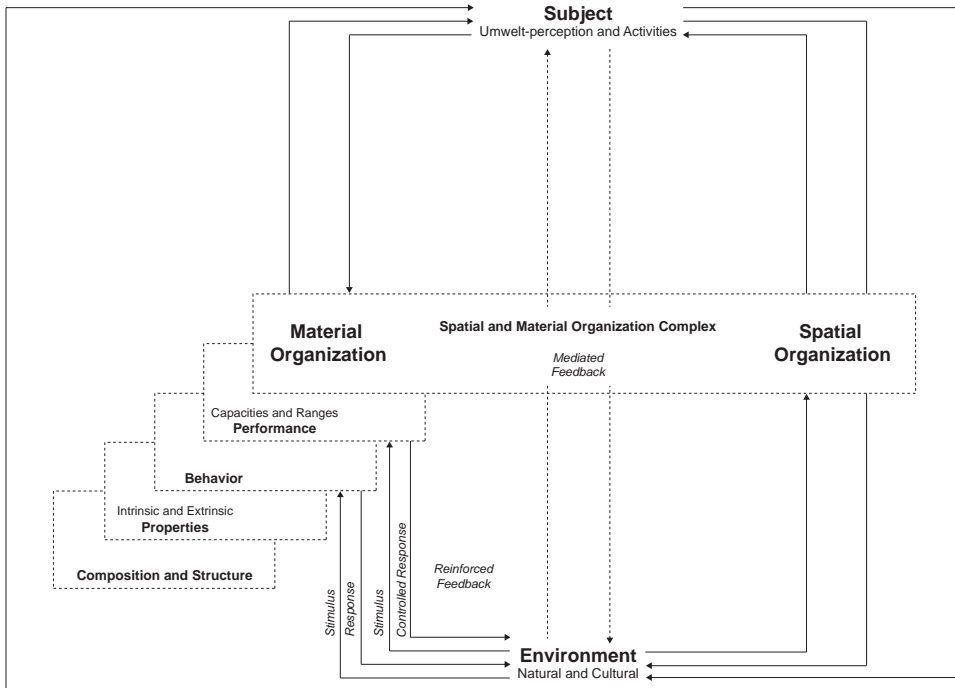 Subject
Umwelt-perception and Activities
Material
Organization
Spatial and Material Organization Complex
Spatial
Organization
Mediated
Feedback
Capacities and Ranges
Performance
Behavior
Intrinsic and Extrinsic
Properties
Composition and Structure
Stimulus
Response
Stimulus
Controlled Response
Reinforced
Feedback
Environment
Natural and Cultural